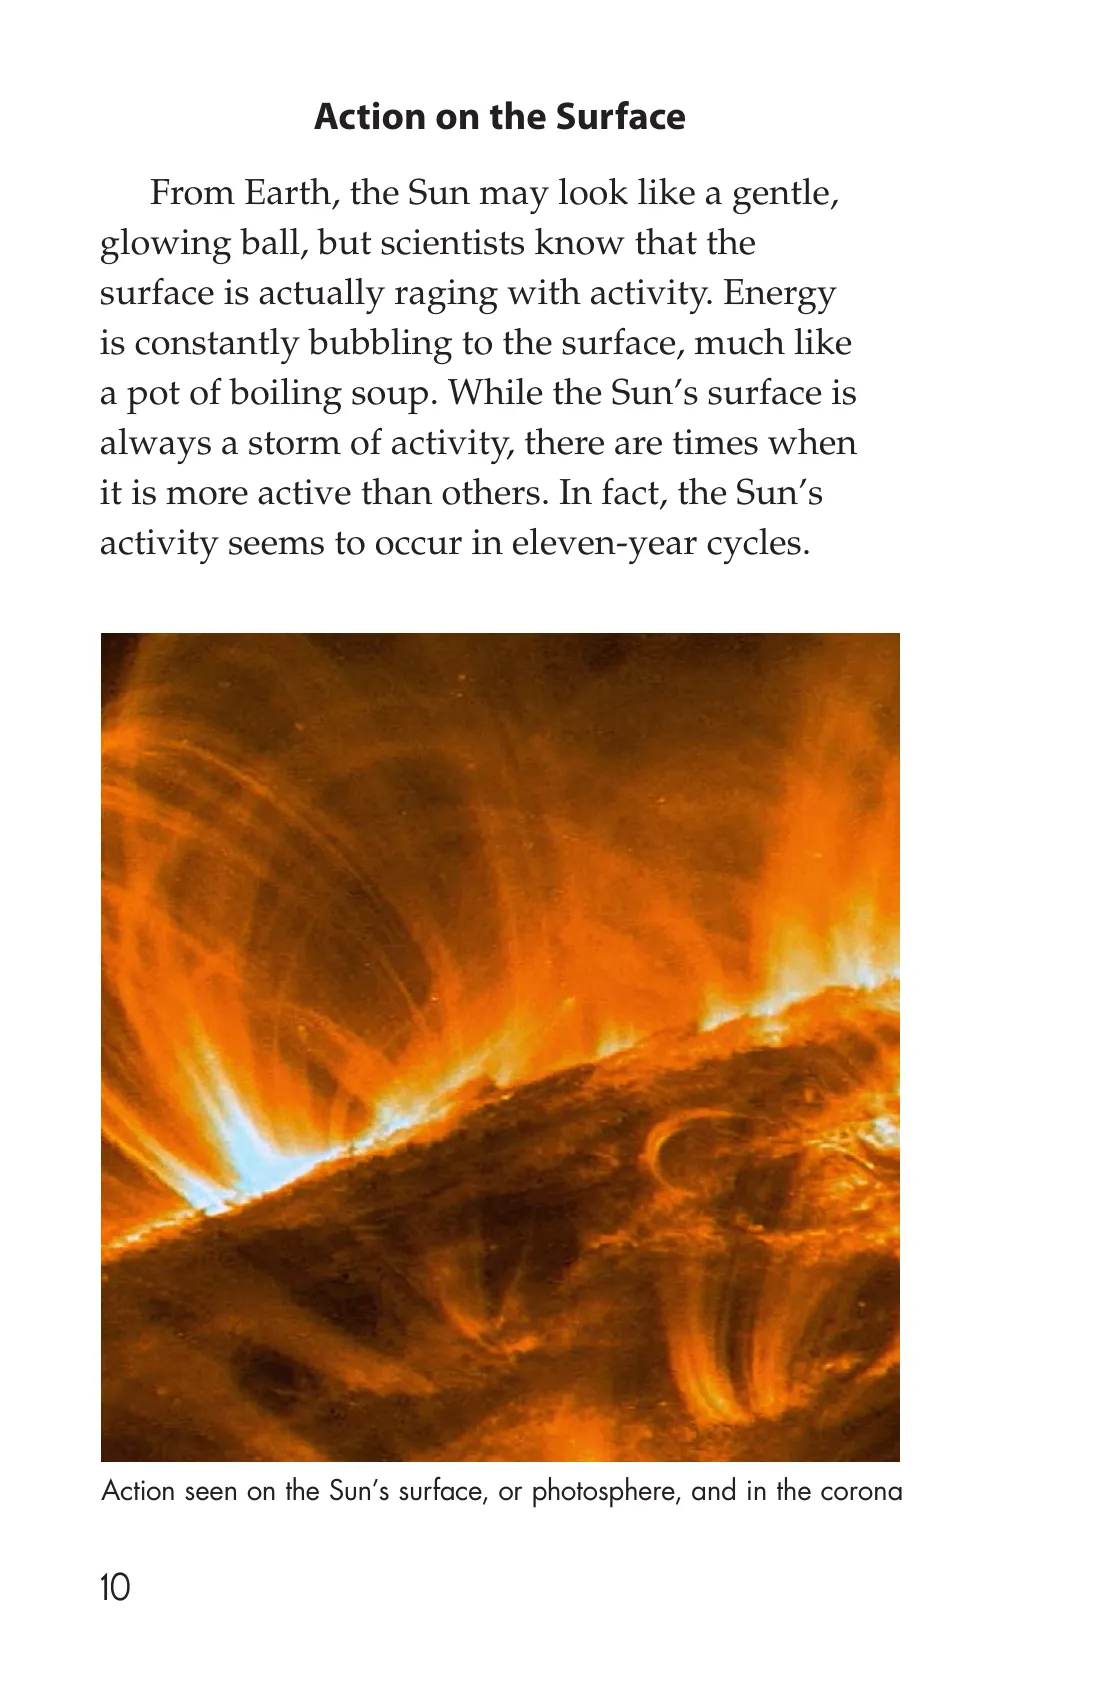 Action on the Surface
From Earth, the Sun may look like a gentle,
glowing ball, but scientists know that the
surface is actually raging with activity. Energy
is constantly bubbling to the surface, much like
a pot of boiling soup. While the Sun’s surface is
always a storm of activity, there are times when
it is more active than others. In fact, the Sun’s
activity seems to occur in eleven-year cycles.
Action seen on the Sun’s surface, or photosphere, and in the corona
10